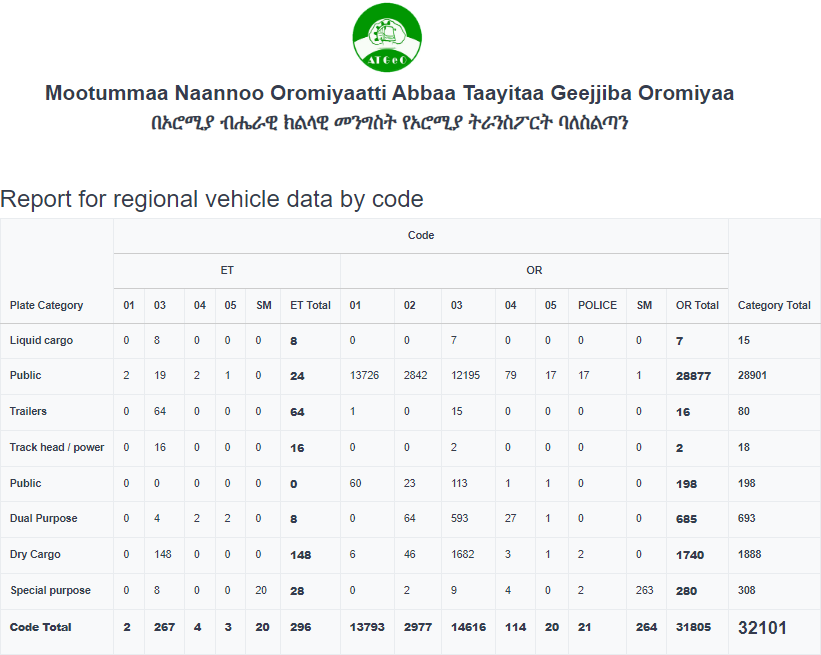 ATGeO
Mootummaa Naannoo Oromiyaatti Abbaa Taayitaa Geejjiba Oromiyaa
በኦሮሚያ ብሔራዊ ክልላዊ መንግስት የኦሮሚያ ትራንስፖርት ባለስልጣን
Report for regional vehicle data by code
Code
ET OR
Plate Category 01 03 04 05 SM ET Total 01 02 03 04 05 POLICE SM OR Total Category Total
Liquid cargo 0 8 0 0 0 8 0 0 7 0 0 0 0 7 15
Public 2 19 2 1 0 24 13726 2842 12195 79 17 17 1 28877 28901
Trailers 0 64 0 0 0 64 1 0 15 0 0 0 0 16 80
Track head / power 0 16 0 0 0 16 0 0 2 0 0 0 0 2 18
Public 0 0 0 0 0 0 60 23 113 1 1 0 0 198 198
Dual Purpose 0 4 2 2 0 8 0 64 593 27 1 0 0 685 693
Dry Cargo 0 148 0 0 0 148 6 46 1682 3 1 2 0 1740 1888
Special purpose 0 8 0 0 20 28 0 2 9 4 0 2 263 280 308
Code Total 2 267 4 3 20 296 13793 2977 14616 114 20 21 264 31805 32101